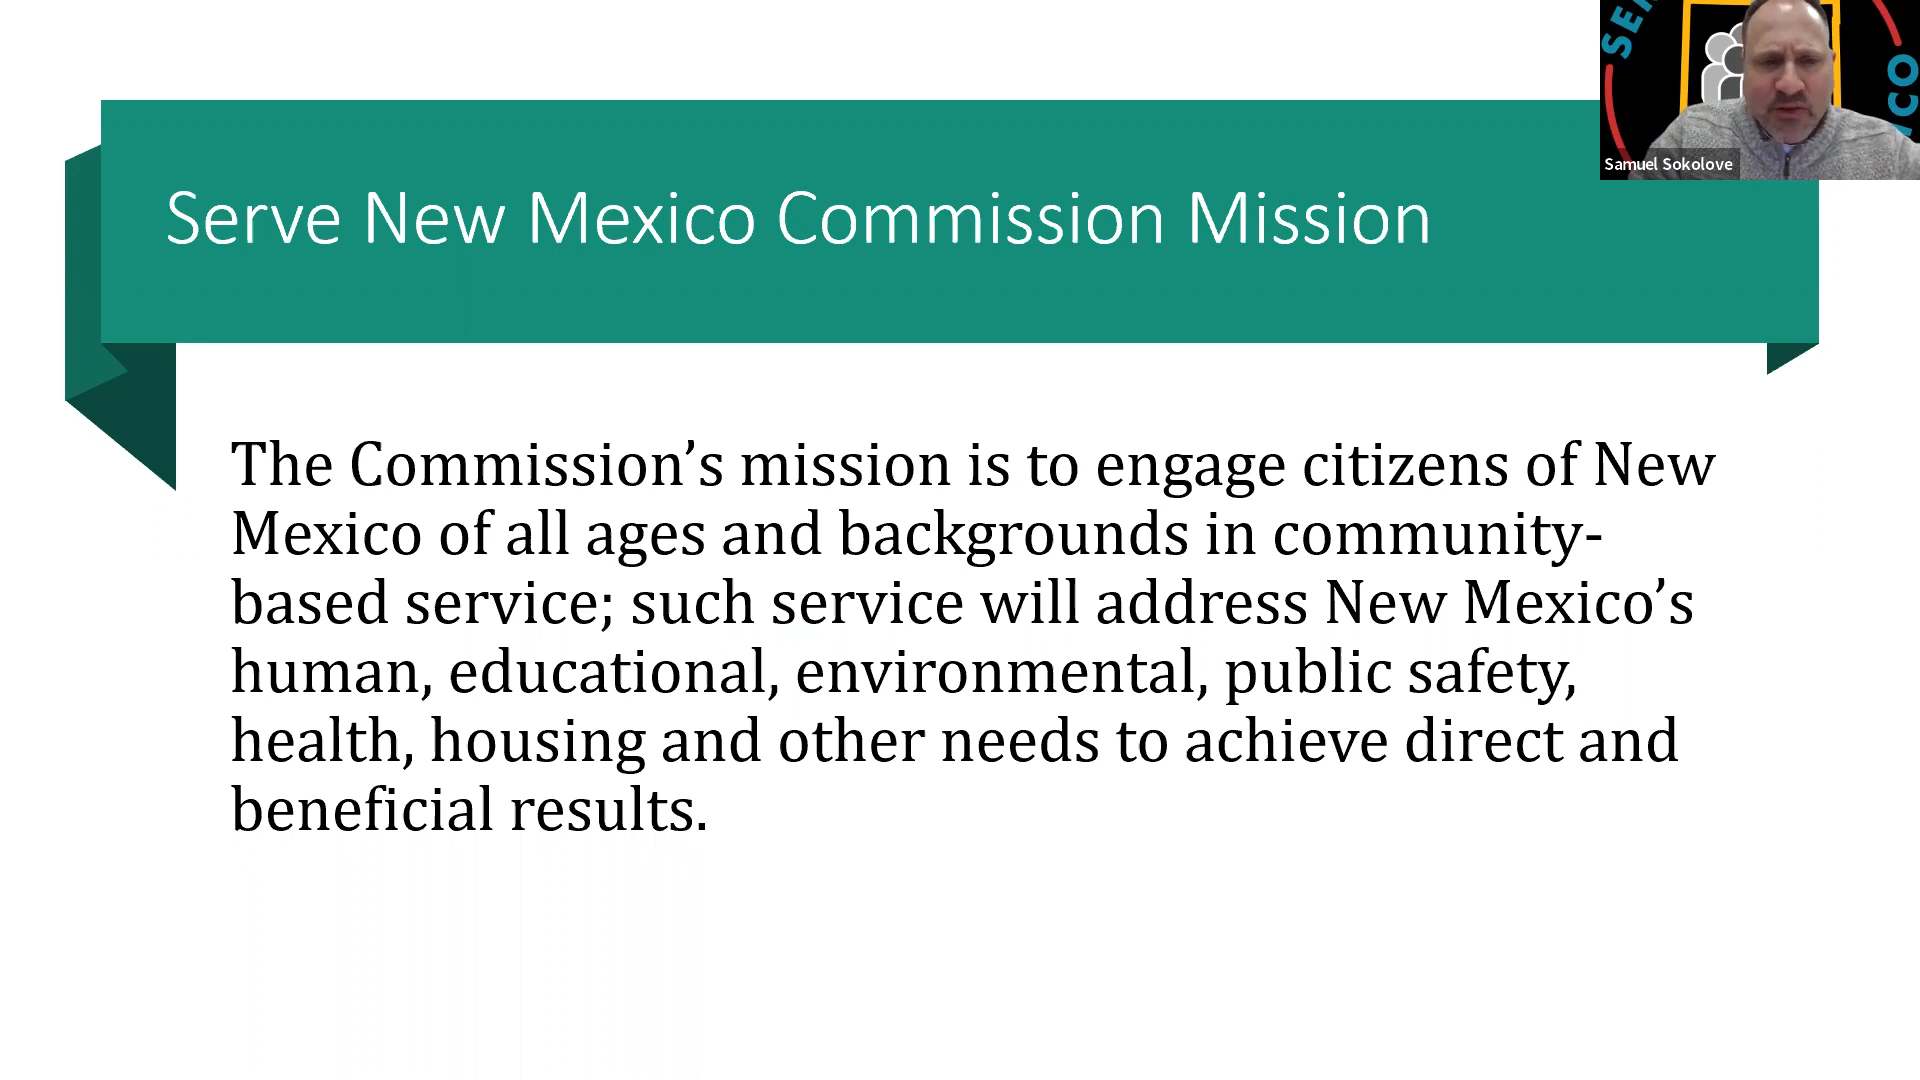 SER
CO
Samuel Sokolove
Serve New Mexico Commission Mission
The Commission’s mission is to engage citizens of New
Mexico of all ages and backgrounds in community-
based service; such service will address New Mexico’s
human, educational, environmental, public safety,
health, housing and other needs to achieve direct and
beneficial results.